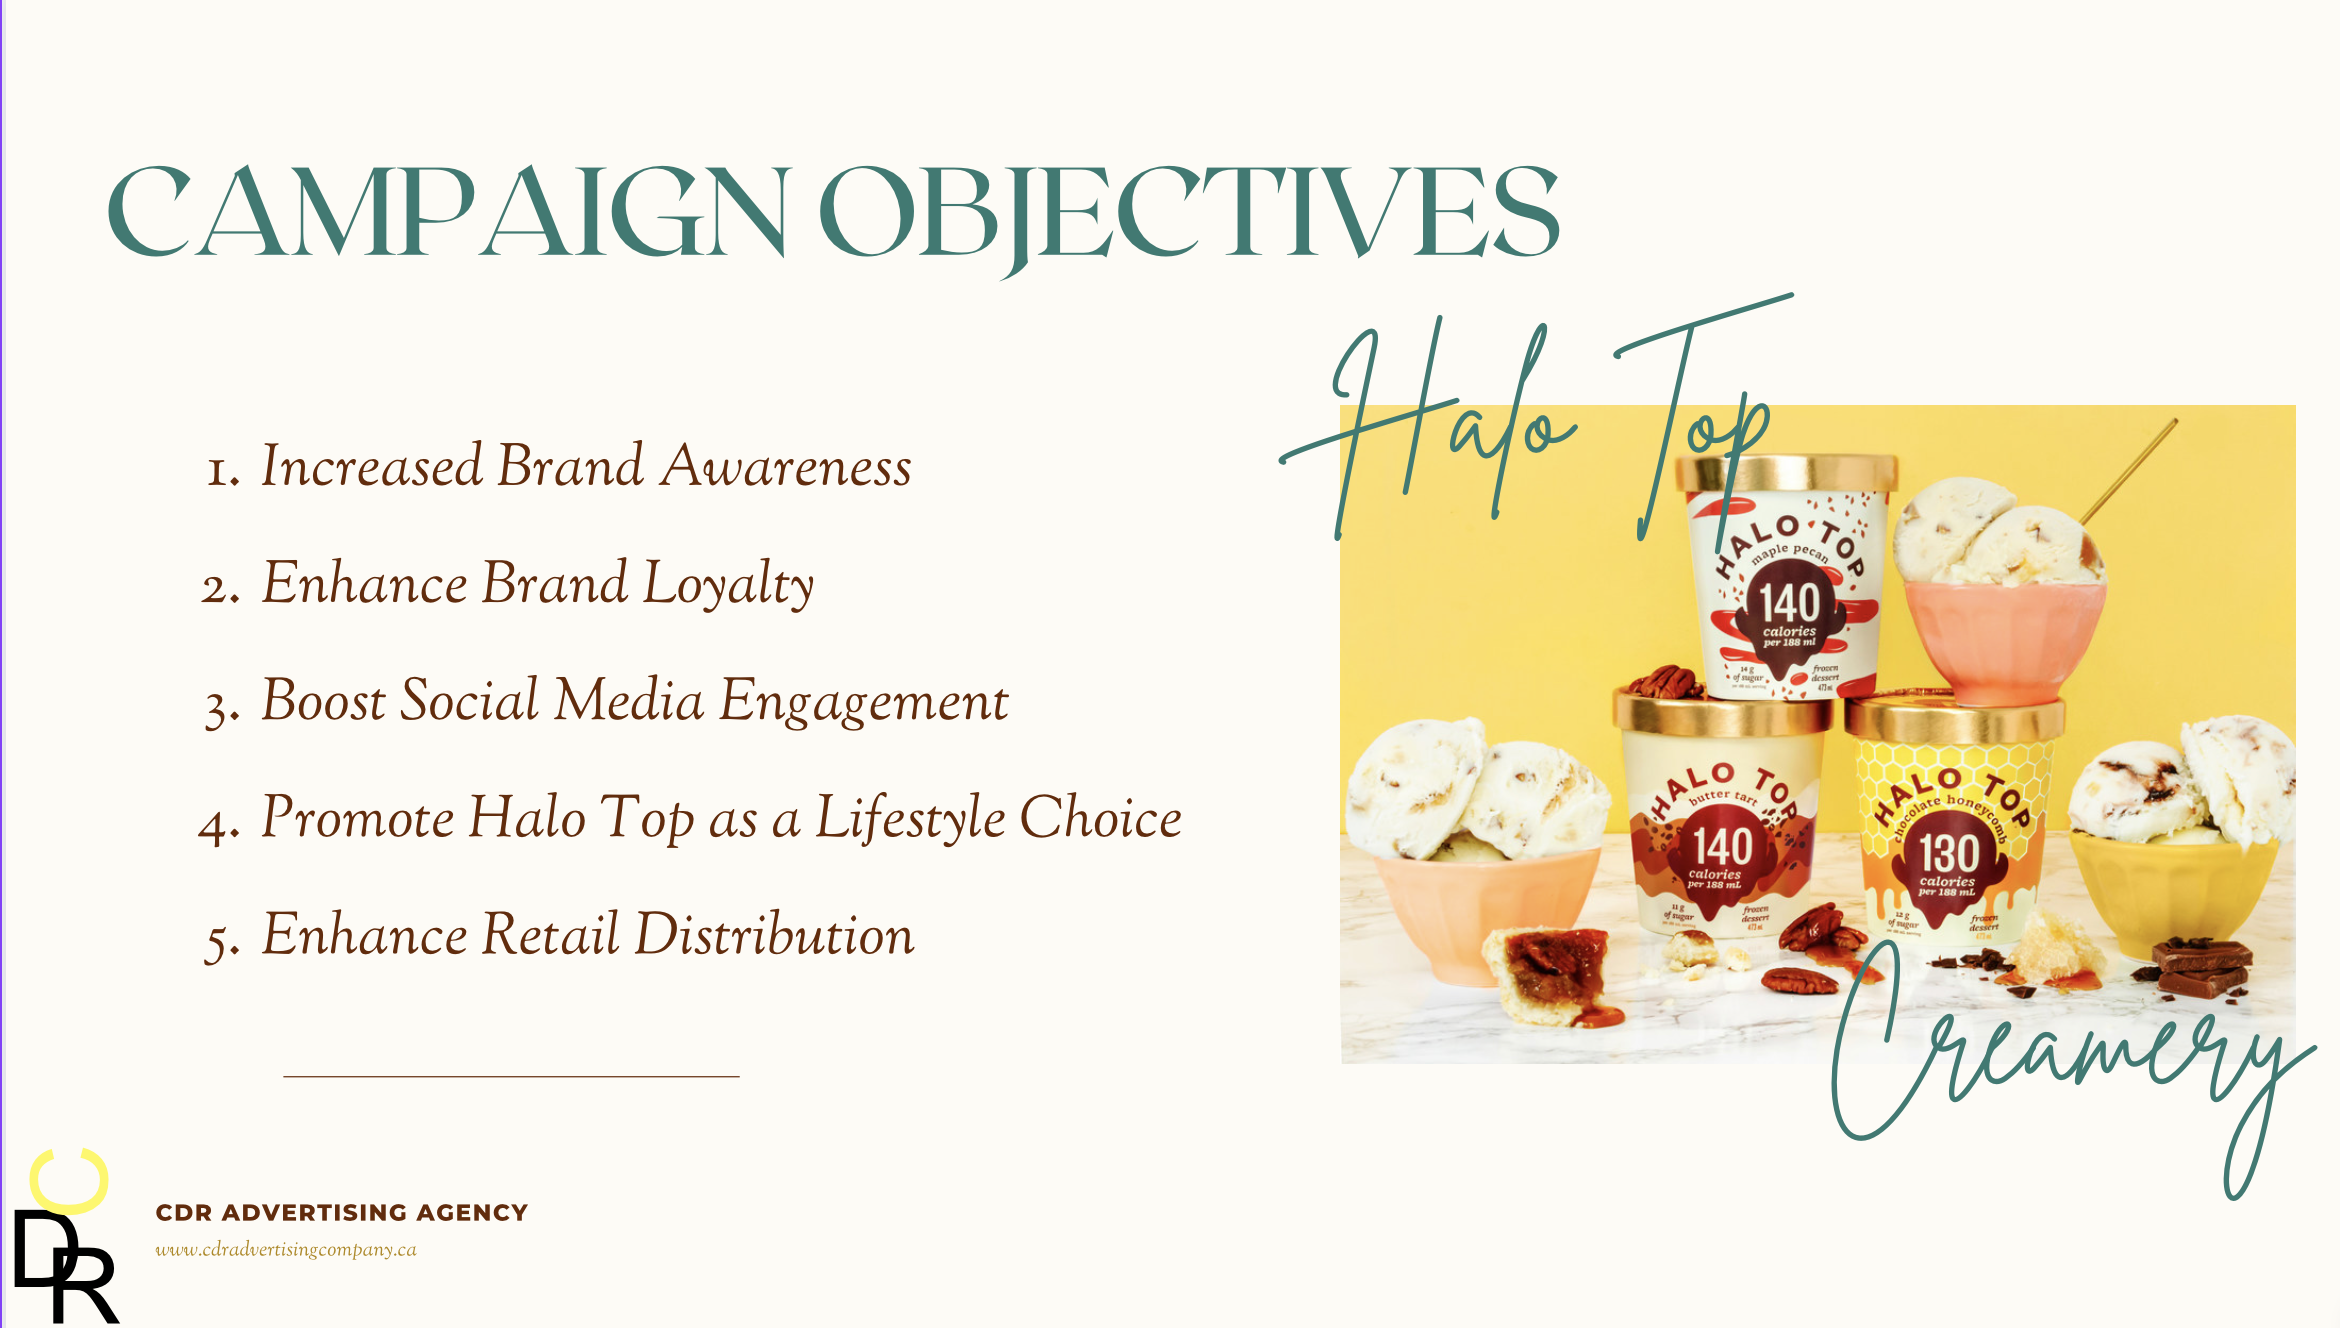 CAMPAIGN OBJECTIVES
Halo Top
1. Increased Brand Awareness
2. Enhance Brand Loyalty
3. Boost Social Media Engagement
4. Promote Halo Top as a Lifestyle Choice
5. Enhance Retail Distribution
HALO TOP
maple pecan
140
calories
per 188 ml
14 g
of sugar
frozen
dessert
473 ml
HALO TOP
butter tart
140
calories
per 188 mL
11 g
of sugar
frozen
dessert
473 ml
HALO TOP
chocolate honeycomb
130
calories
per 188 mL
12 g
of sugar
frozen
dessert
Creamery
C
D
R
CDR ADVERTISING AGENCY
www.cdradvertisingcompany.ca